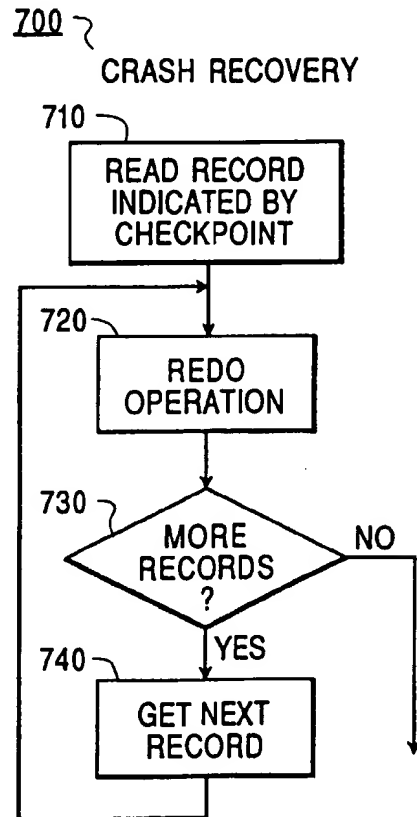 700
CRASH RECOVERY
710
READ RECORD
INDICATED BY
CHECKPOINT
720
REDO
OPERATION
730
MORE
RECORDS
?
NO
YES
740
GET NEXT
RECORD